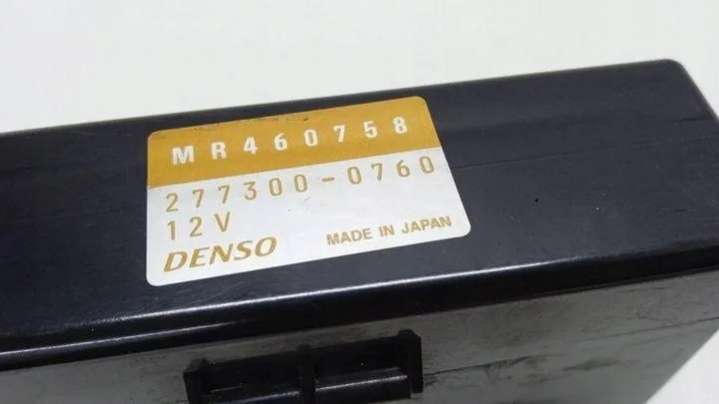 MR460758
277300-0760
12V
DENSO MADE IN JAPAN